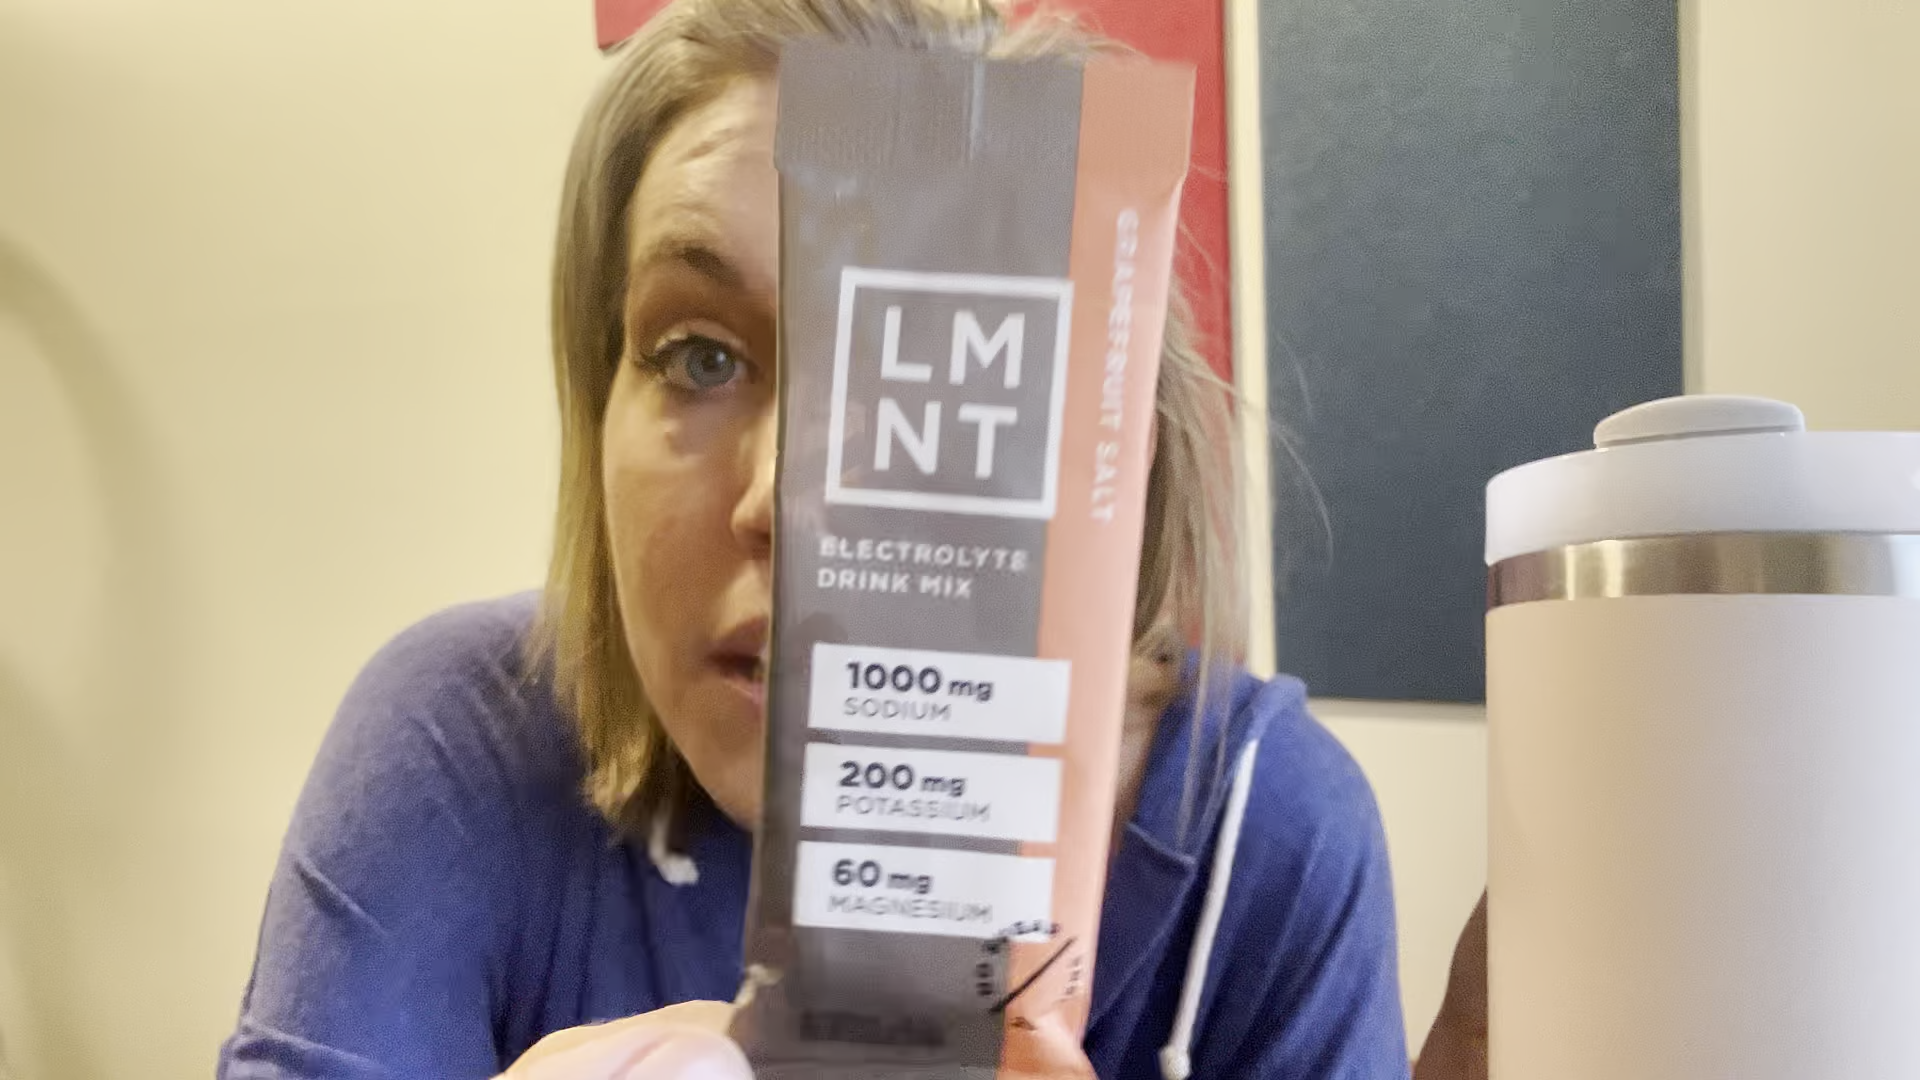 LM
NT
GRAPEFRUIT SALT
ELECTROLYTE
DRINK MIX
1000 mg
SODIUM
200 mg
POTASSIUM
60 mg
MAGNESIUM